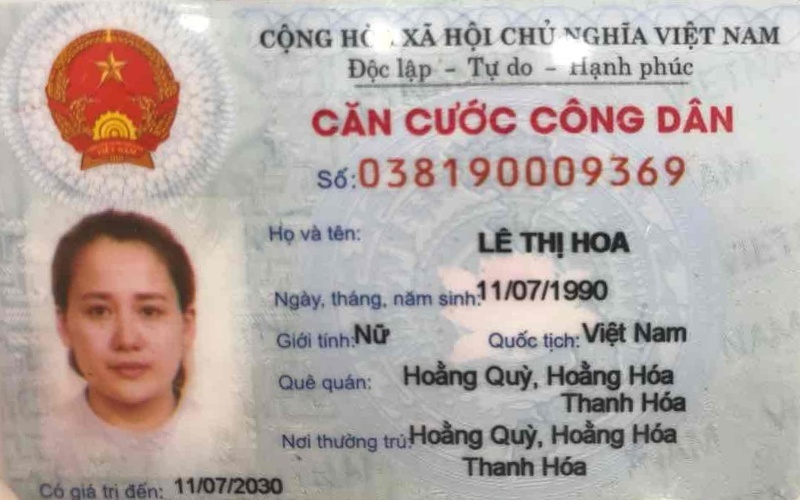 CỘNG HÒA XÃ HỘI CHỦ NGHĨA VIỆT NAM
Độc lập - Tự do - Hạnh phúc
CĂN CƯỚC CÔNG DÂN
Số: 038190009369
Họ và tên: LÊ THỊ HOA
Ngày, tháng, năm sinh: 11/07/1990
Giới tính: Nữ Quốc tịch: Việt Nam
Quê quán: Hoằng Quỳ, Hoằng Hóa
Thanh Hóa
Nơi thường trú: Hoằng Quỳ, Hoằng Hóa
Thanh Hóa
Có giá trị đến: 11/07/2030